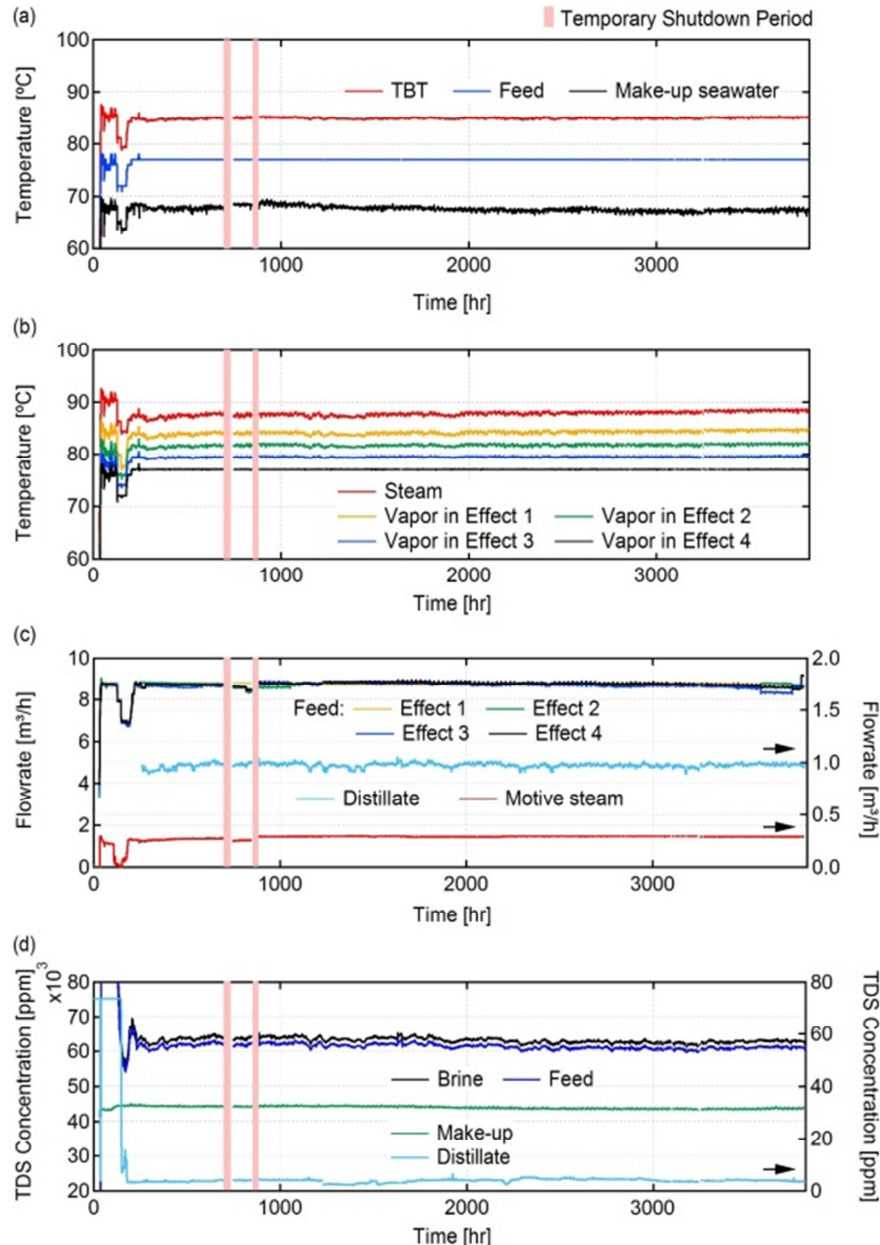 (a)
Temporary Shutdown Period
100
90
80
70
60
Temperature [ºC]
TBT Feed Make-up seawater
0 1000 2000 3000
Time [hr]
(b)
100
90
80
70
60
Temperature [ºC]
Steam
Vapor in Effect 1 Vapor in Effect 2
Vapor in Effect 3 Vapor in Effect 4
0 1000 2000 3000
Time [hr]
(c)
10
8
6
4
2
0
Flowrate [m³/h]
Feed: Effect 1 Effect 2
Effect 3 Effect 4
Distillate Motive steam
2.0
1.5
1.0
0.5
0.0
Flowrate [m³/h]
0 1000 2000 3000
Time [hr]
(d)
80
70
60
50
40
30
20
TDS Concentration [ppm]
x10³
Brine Feed
Make-up
Distillate
80
60
40
20
0
TDS Concentration [ppm]
0 1000 2000 3000
Time [hr]